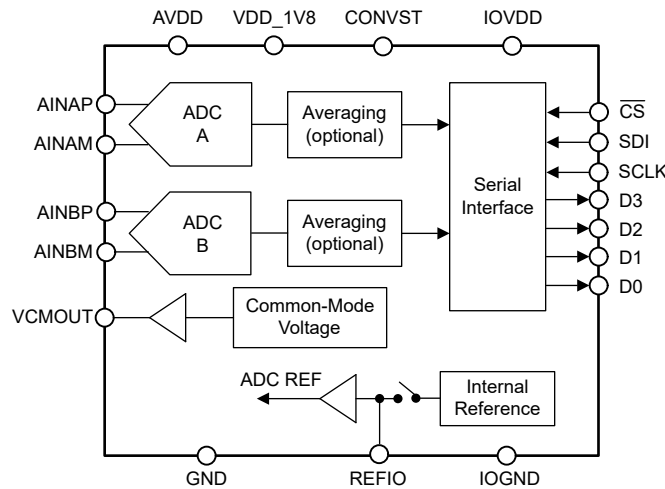 AVDD
VDD_1V8
CONVST
IOVDD
AINAP
AINAM
ADC
A
Averaging
(optional)
AINBP
AINBM
ADC
B
Averaging
(optional)
Serial
Interface
CS
SDI
SCLK
D3
D2
D1
D0
VCMOUT
Common-Mode
Voltage
ADC REF
Internal
Reference
GND
REFIO
IOGND